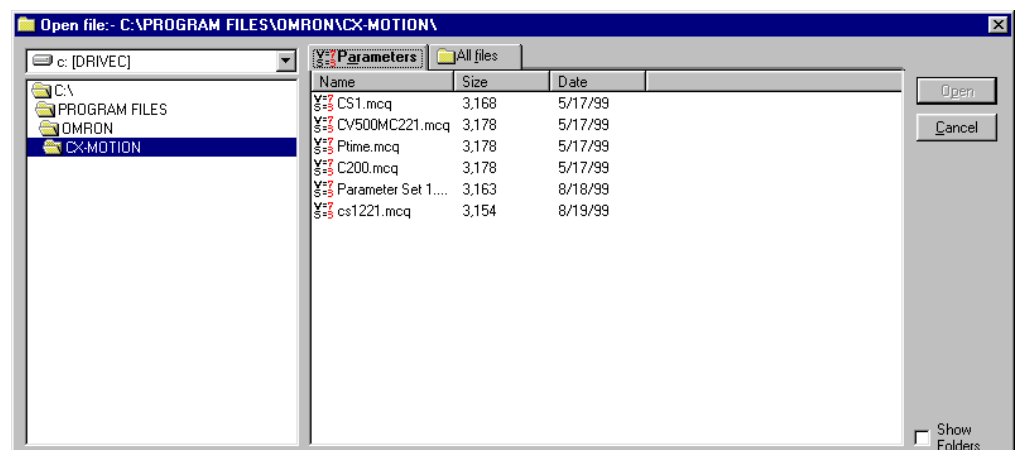 Open file:- C:\PROGRAM FILES\OMRON\CX-MOTION\
c: [DRIVEC]
C:\
PROGRAM FILES
OMRON
CX-MOTION
Parameters All files
Name Size Date
CS1.mcq 3,168 5/17/99
CV500MC221.mcq 3,178 5/17/99
Ptime.mcq 3,178 5/17/99
C200.mcq 3,178 5/17/99
Parameter Set 1.... 3,163 8/18/99
cs1221.mcq 3,154 8/19/99
Open
Cancel
Show
Folders